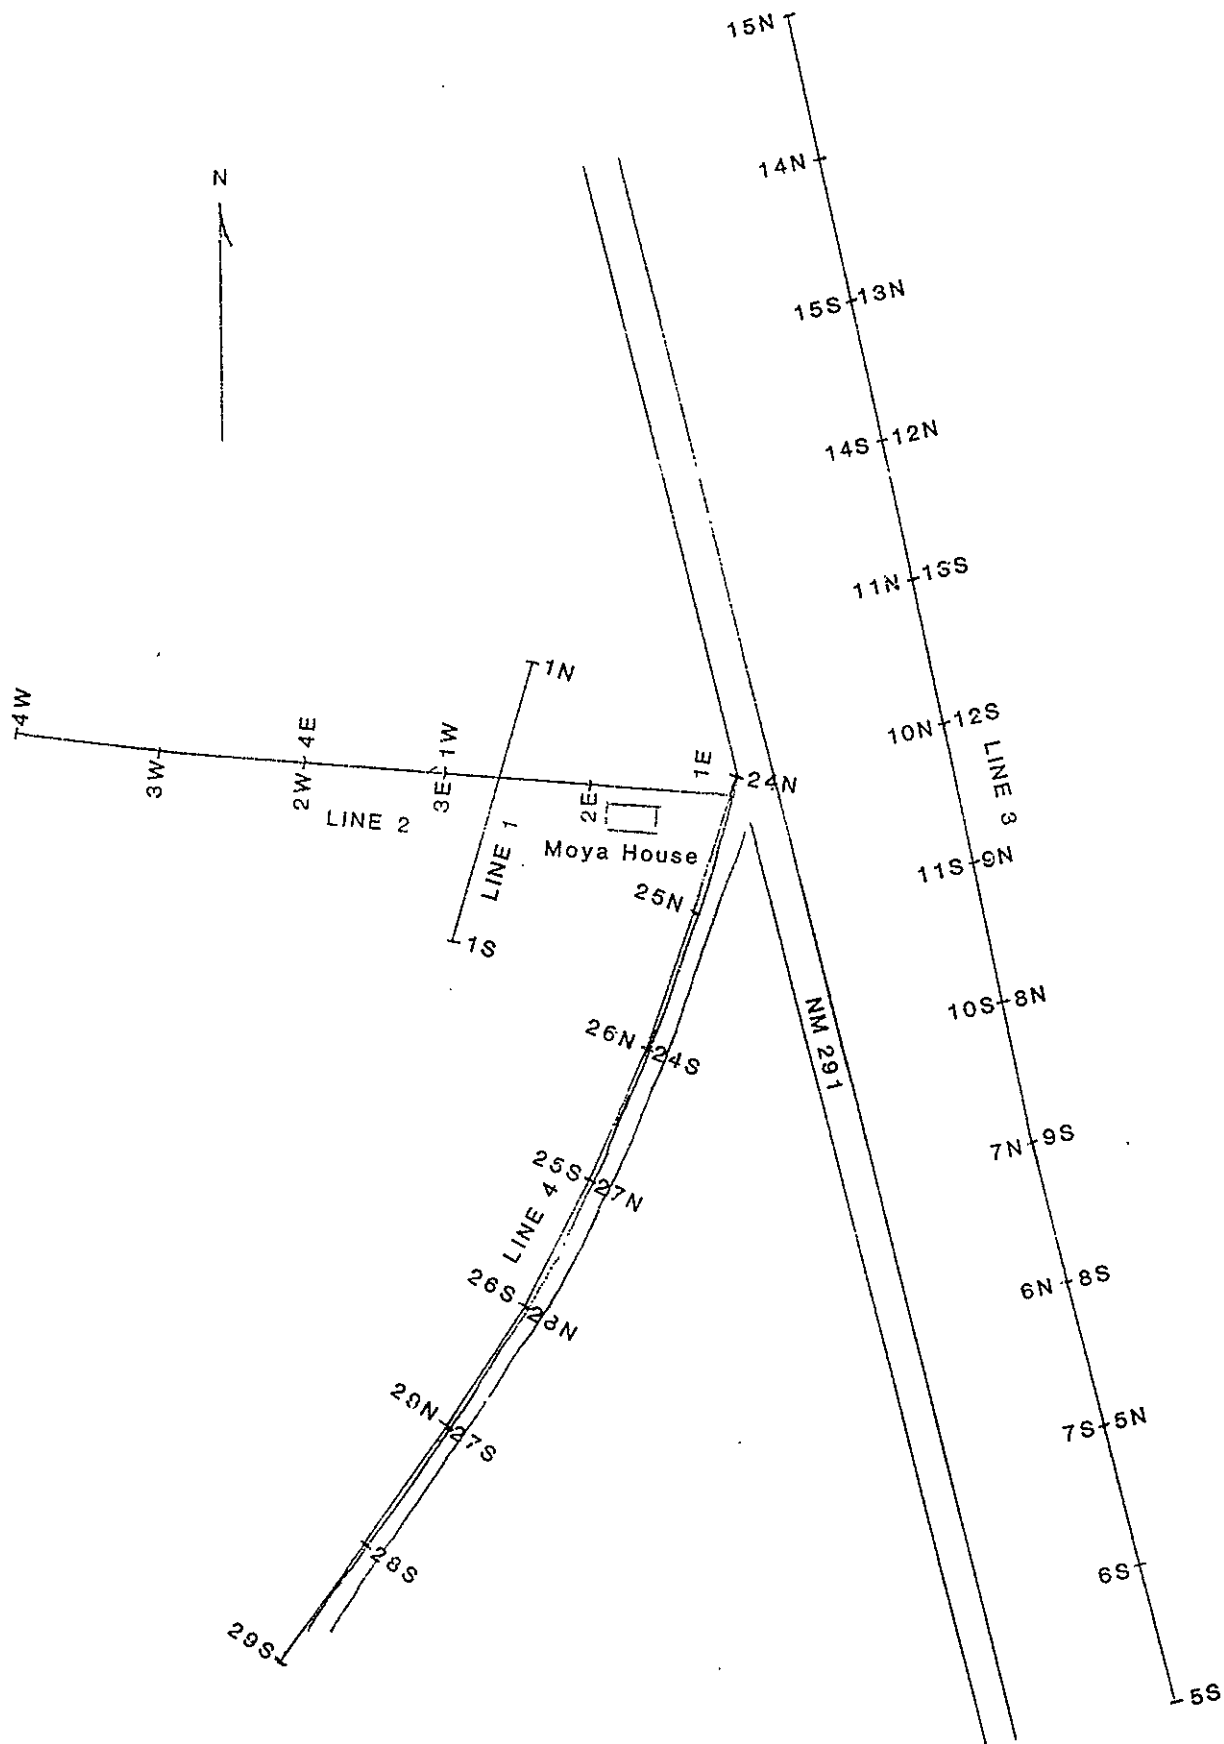 15N
N
14N
15S 13N
14S 12N
11N 13S
1N
4W
10N 12S
4E
1W
1E
24N
3W
2W
3E
2E
LINE 2
LINE 1
LINE 3
Moya House
11S 9N
25N
1S
10S 8N
NM 291
26N 24S
7N 9S
25S 27N
LINE 4
6N 8S
26S 28N
29N 27S
7S 5N
28S
6S
29S
5S